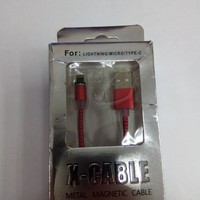 For: LIGHTNING/MICRO/TYPE-C
X-CABLE
METAL MAGNETIC CABLE